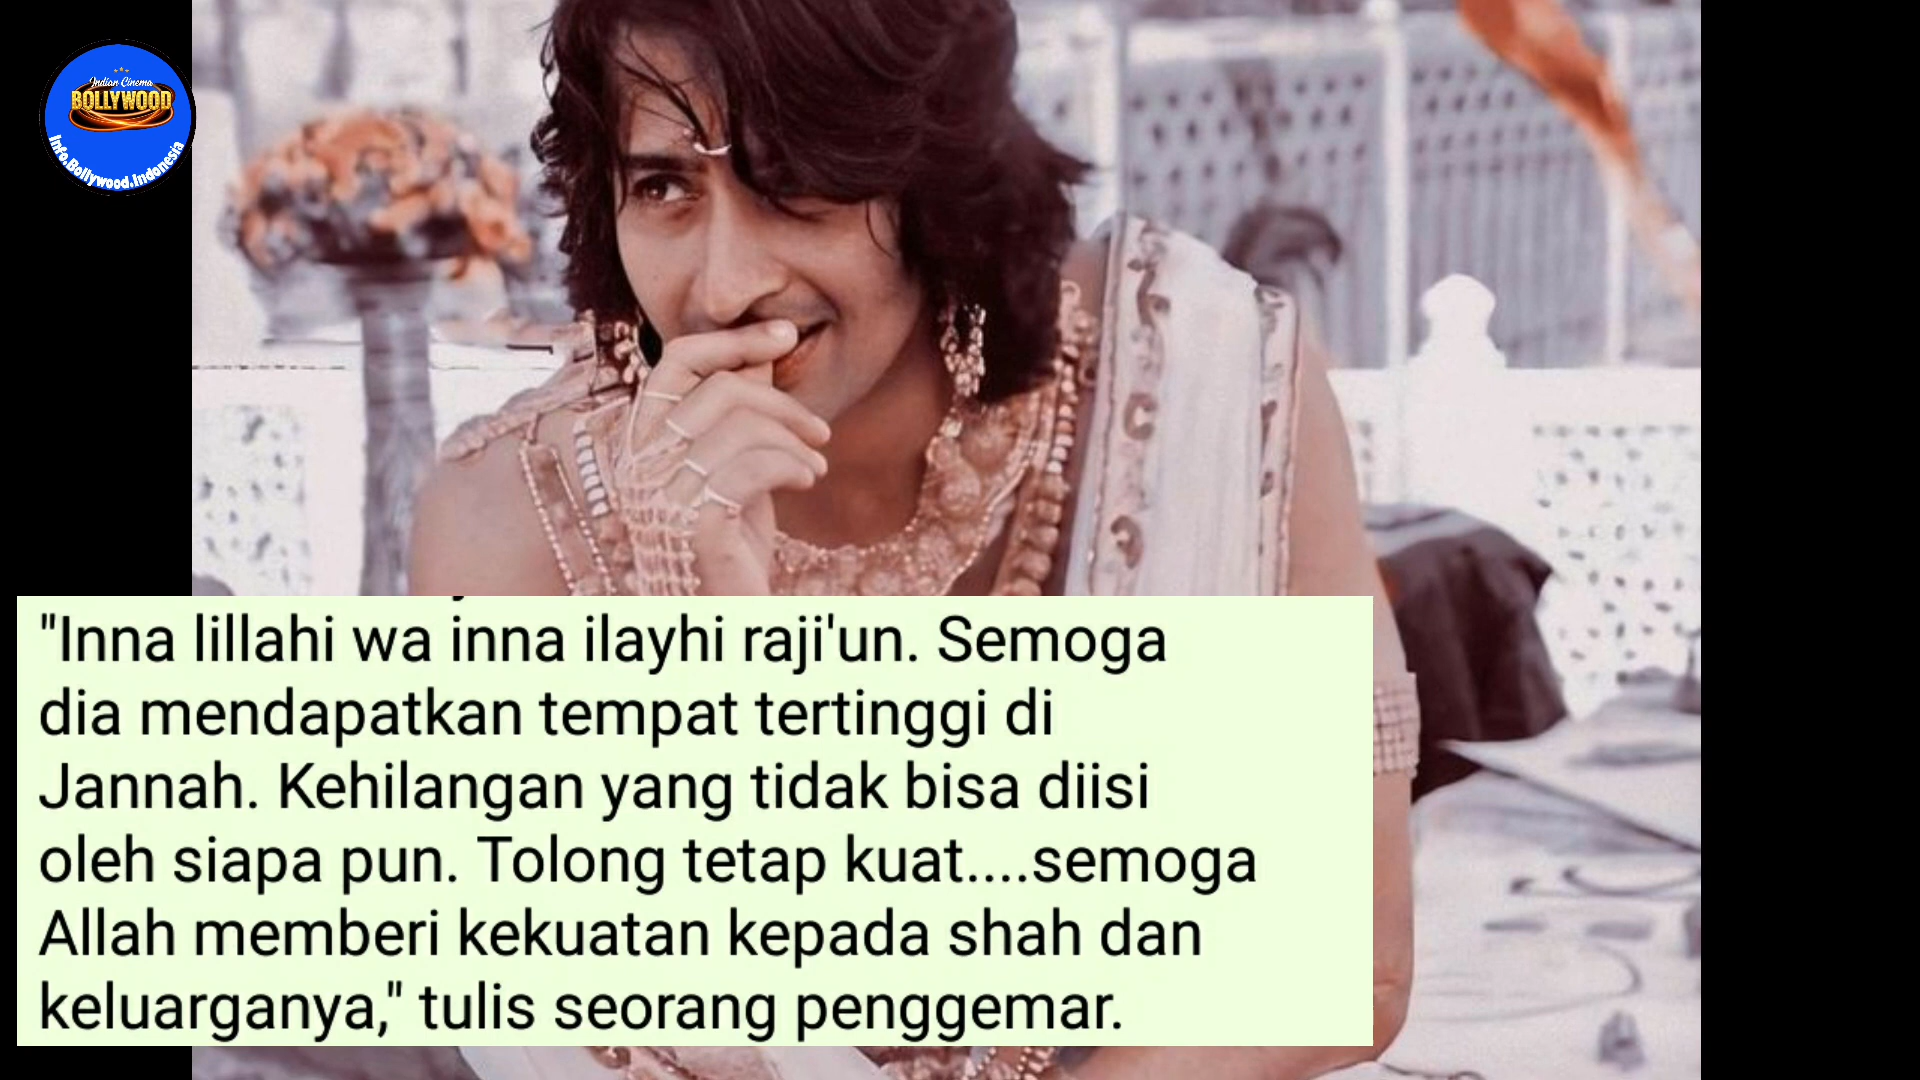 Indian Cinema
BOLLYWOOD
Info.Bollywood.Indonesia
"Inna lillahi wa inna ilayhi raji'un. Semoga
dia mendapatkan tempat tertinggi di
Jannah. Kehilangan yang tidak bisa diisi
oleh siapa pun. Tolong tetap kuat....semoga
Allah memberi kekuatan kepada shah dan
keluarganya," tulis seorang penggemar.